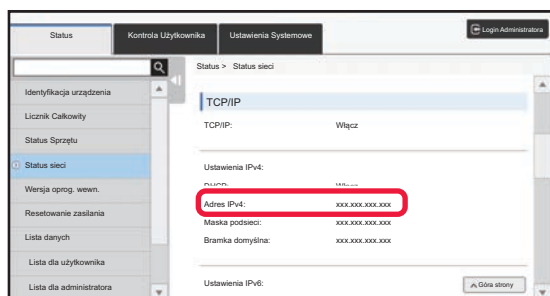 Status
Kontrola Użytkownika
Ustawienia Systemowe
Login Administratora
Status > Status sieci
Identyfikacja urządzenia
Licznik Całkowity
Status Sprzętu
Status sieci
Wersja oprog. wewn.
Resetowanie zasilania
Lista danych
Lista dla użytkownika
Lista dla administratora
TCP/IP
TCP/IP: Włącz
Ustawienia IPv4:
DHCP: Włącz
Adres IPv4: xxx.xxx.xxx.xxx
Maska podsieci: xxx.xxx.xxx.xxx
Bramka domyślna: xxx.xxx.xxx.xxx
Ustawienia IPv6:
Góra strony